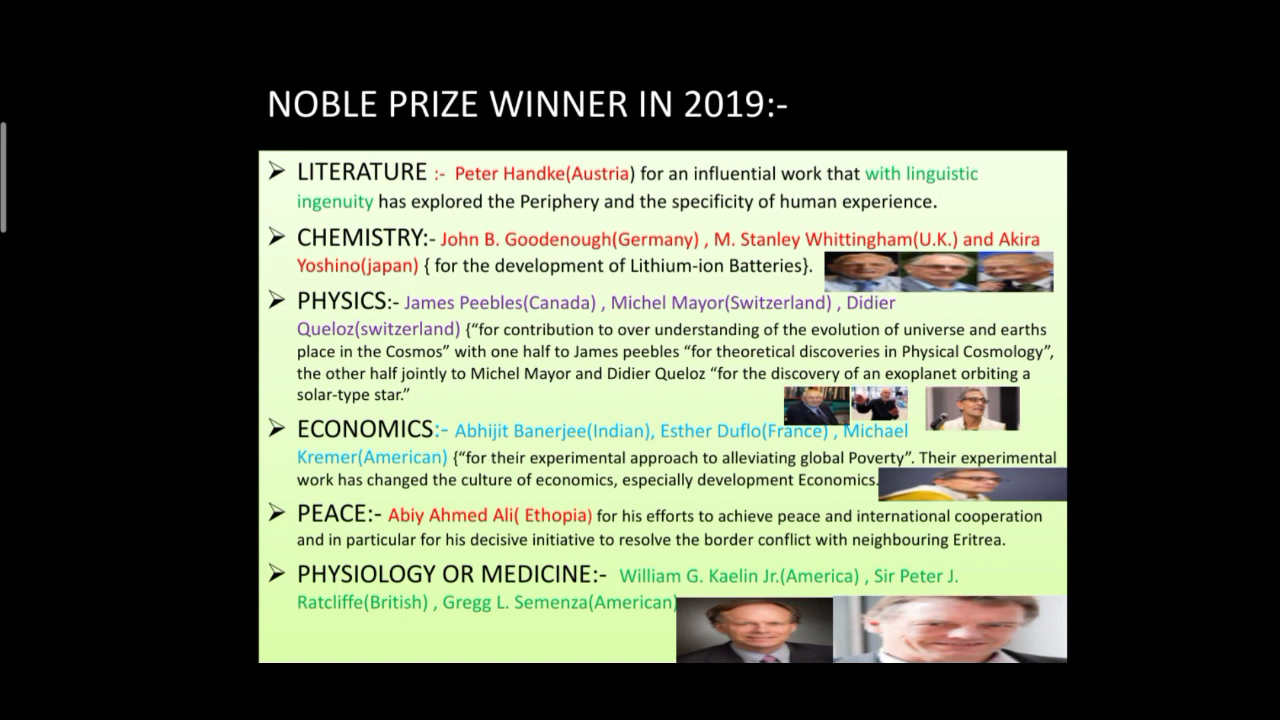 NOBLE PRIZE WINNER IN 2019:-
➢ LITERATURE :- Peter Handke(Austria) for an influential work that with linguistic
ingenuity has explored the Periphery and the specificity of human experience.
➢ CHEMISTRY:- John B. Goodenough(Germany) , M. Stanley Whittingham(U.K.) and Akira
Yoshino(japan) { for the development of Lithium-ion Batteries}.
➢ PHYSICS:- James Peebles(Canada) , Michel Mayor(Switzerland) , Didier
Queloz(switzerland) {“for contribution to over understanding of the evolution of universe and earths
place in the Cosmos” with one half to James peebles “for theoretical discoveries in Physical Cosmology”,
the other half jointly to Michel Mayor and Didier Queloz “for the discovery of an exoplanet orbiting a
solar-type star.”
➢ ECONOMICS:- Abhijit Banerjee(Indian), Esther Duflo(France) , Michael
Kremer(American) {“for their experimental approach to alleviating global Poverty”. Their experimental
work has changed the culture of economics, especially development Economics.
➢ PEACE:- Abiy Ahmed Ali( Ethopia) for his efforts to achieve peace and international cooperation
and in particular for his decisive initiative to resolve the border conflict with neighbouring Eritrea.
➢ PHYSIOLOGY OR MEDICINE:- William G. Kaelin Jr.(America) , Sir Peter J.
Ratcliffe(British) , Gregg L. Semenza(American)